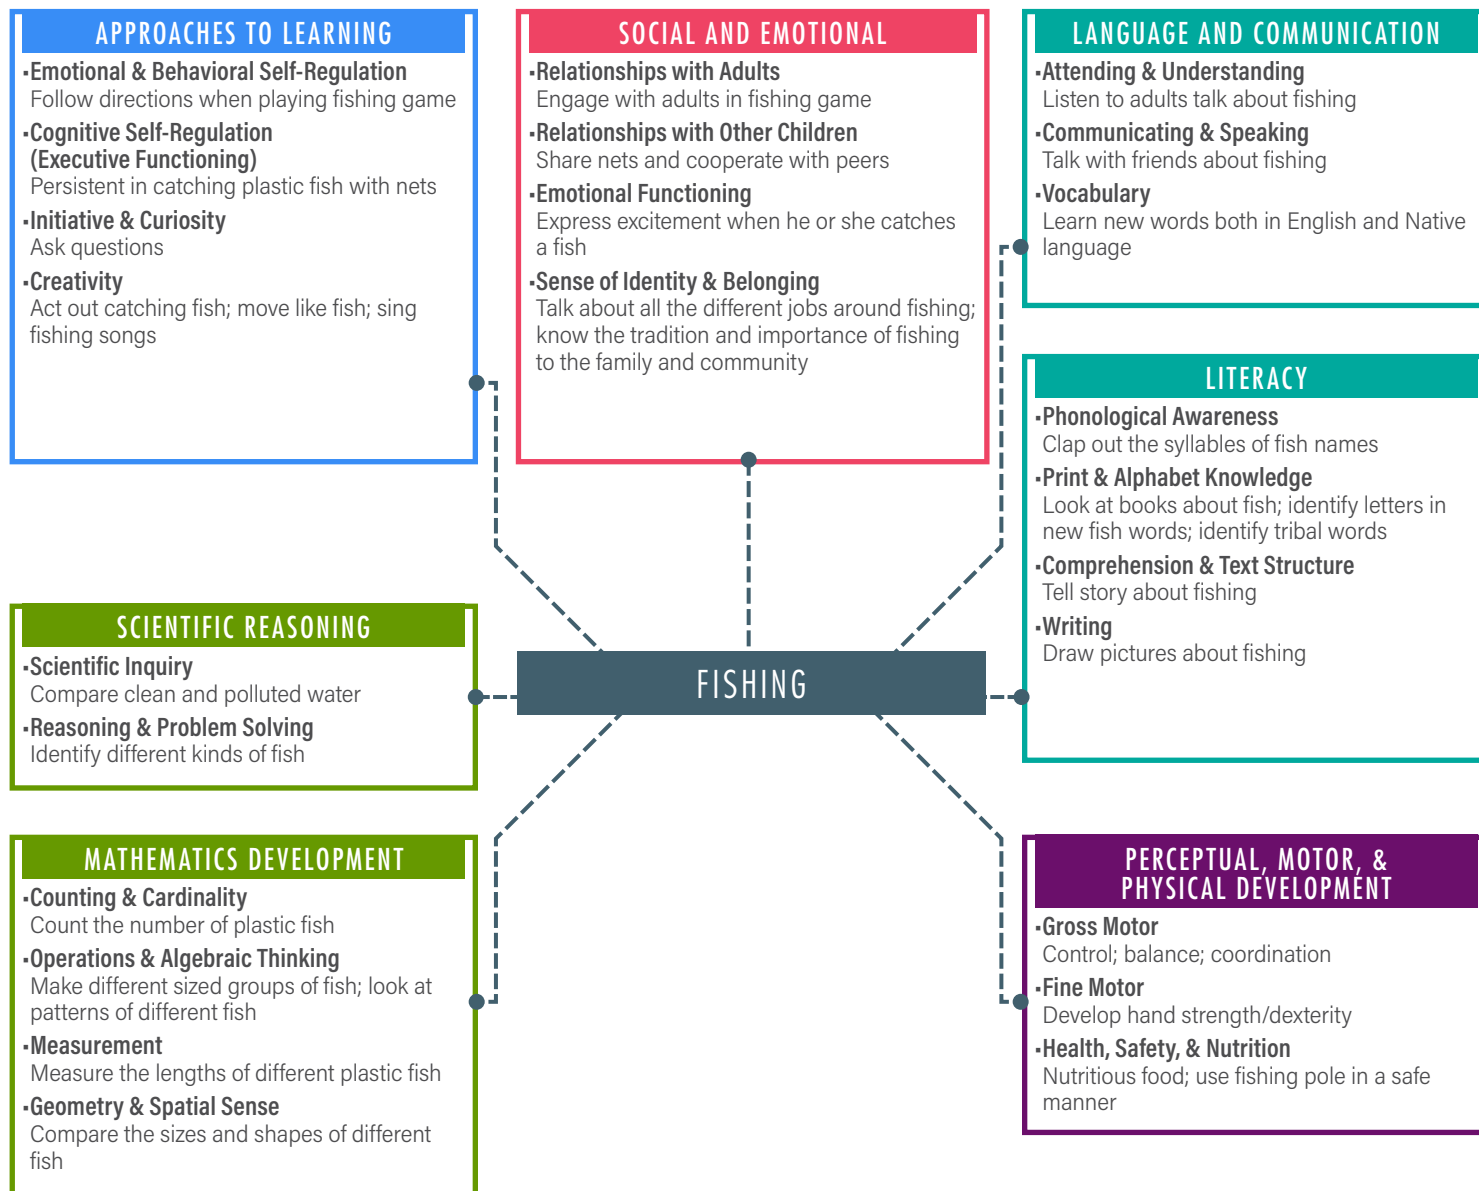 APPROACHES TO LEARNING
▪Emotional & Behavioral Self-Regulation
Follow directions when playing fishing game
▪Cognitive Self-Regulation
(Executive Functioning)
Persistent in catching plastic fish with nets
▪Initiative & Curiosity
Ask questions
▪Creativity
Act out catching fish; move like fish; sing
fishing songs
SOCIAL AND EMOTIONAL
▪Relationships with Adults
Engage with adults in fishing game
▪Relationships with Other Children
Share nets and cooperate with peers
▪Emotional Functioning
Express excitement when he or she catches
a fish
▪Sense of Identity & Belonging
Talk about all the different jobs around fishing;
know the tradition and importance of fishing
to the family and community
LANGUAGE AND COMMUNICATION
▪Attending & Understanding
Listen to adults talk about fishing
▪Communicating & Speaking
Talk with friends about fishing
▪Vocabulary
Learn new words both in English and Native
language
LITERACY
▪Phonological Awareness
Clap out the syllables of fish names
▪Print & Alphabet Knowledge
Look at books about fish; identify letters in
new fish words; identify tribal words
▪Comprehension & Text Structure
Tell story about fishing
▪Writing
Draw pictures about fishing
SCIENTIFIC REASONING
▪Scientific Inquiry
Compare clean and polluted water
▪Reasoning & Problem Solving
Identify different kinds of fish
FISHING
MATHEMATICS DEVELOPMENT
▪Counting & Cardinality
Count the number of plastic fish
▪Operations & Algebraic Thinking
Make different sized groups of fish; look at
patterns of different fish
▪Measurement
Measure the lengths of different plastic fish
▪Geometry & Spatial Sense
Compare the sizes and shapes of different
fish
PERCEPTUAL, MOTOR, &
PHYSICAL DEVELOPMENT
▪Gross Motor
Control; balance; coordination
▪Fine Motor
Develop hand strength/dexterity
▪Health, Safety, & Nutrition
Nutritious food; use fishing pole in a safe
manner